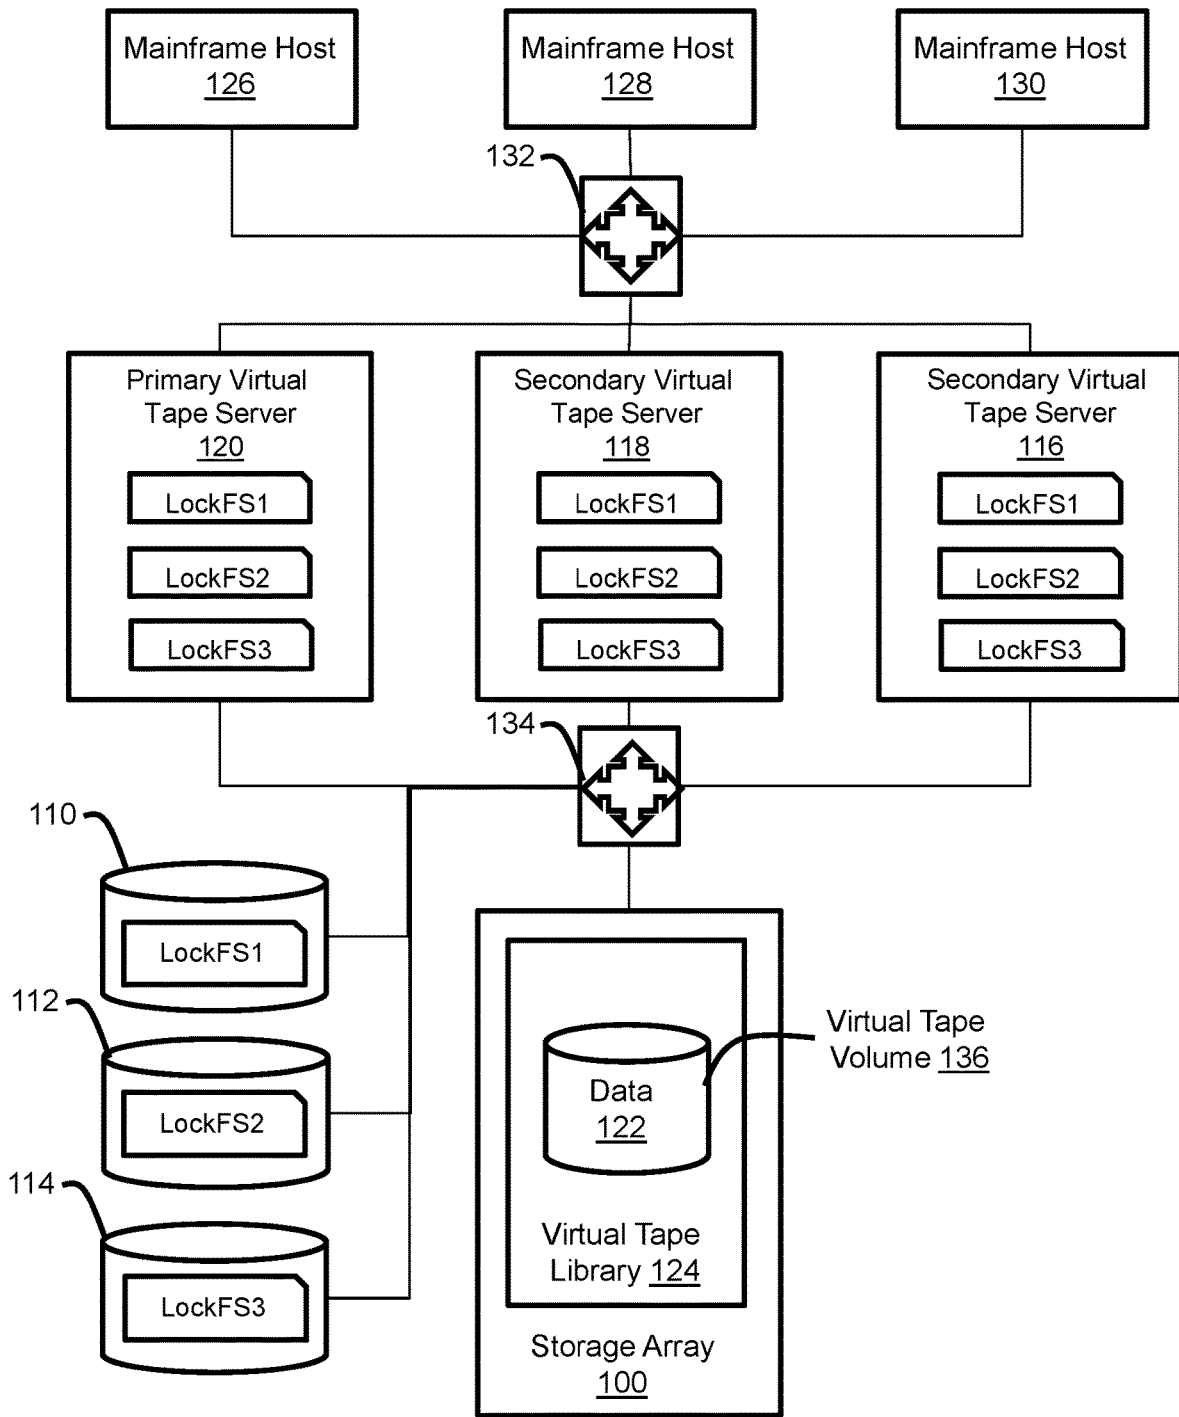 Mainframe Host
126
Mainframe Host
128
Mainframe Host
130
132
Primary Virtual
Tape Server
120
LockFS1
LockFS2
LockFS3
Secondary Virtual
Tape Server
118
LockFS1
LockFS2
LockFS3
Secondary Virtual
Tape Server
116
LockFS1
LockFS2
LockFS3
134
110
LockFS1
112
LockFS2
114
LockFS3
Data
122
Virtual Tape
Volume 136
Virtual Tape
Library 124
Storage Array
100